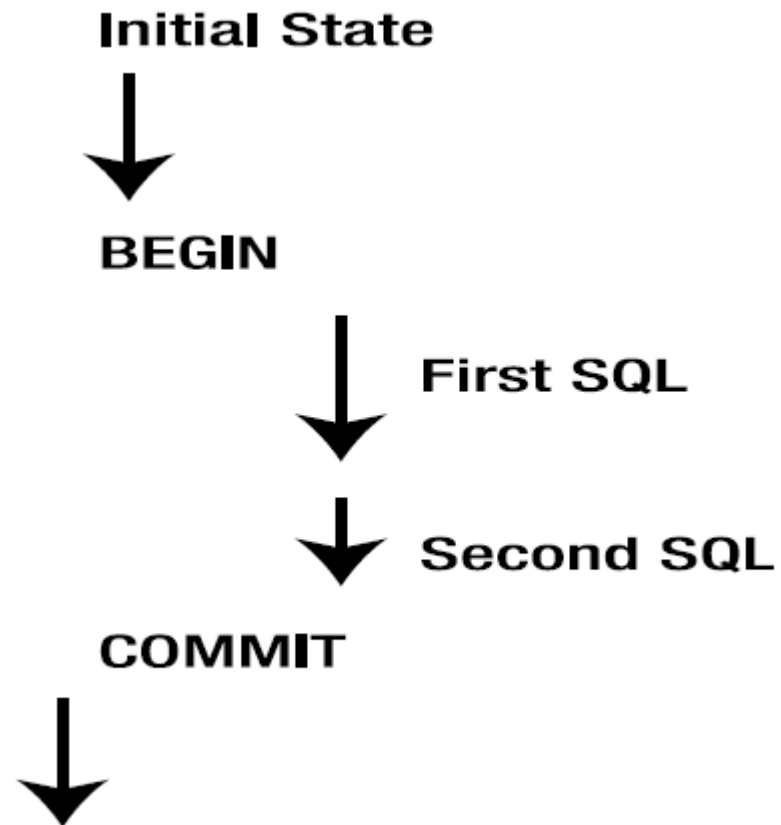 Initial State
BEGIN
First SQL
Second SQL
COMMIT